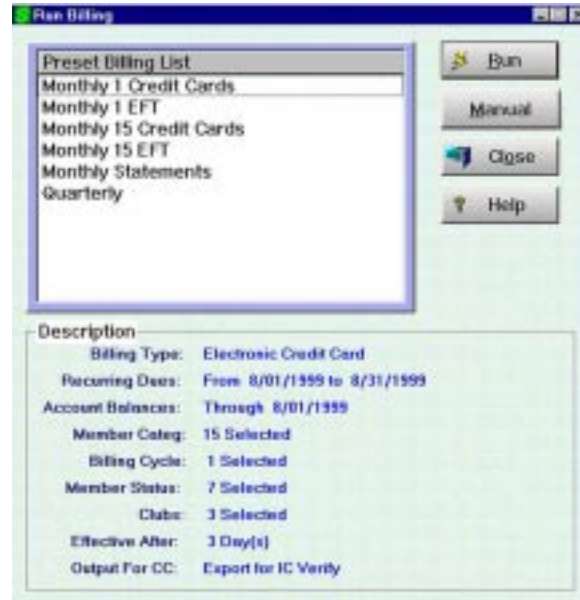 Run Billing
Preset Billing List
Monthly 1 Credit Cards
Monthly 1 EFT
Monthly 15 Credit Cards
Monthly 15 EFT
Monthly Statements
Quarterly
Run
Manual
Close
Help
Description
Billing Type: Electronic Credit Card
Recurring Dues: From 8/01/1999 to 8/31/1999
Account Balances: Through 8/01/1999
Member Categ: 15 Selected
Billing Cycle: 1 Selected
Member Status: 7 Selected
Clubs: 3 Selected
Effective After: 3 Day(s)
Output For CC: Export for IC Verify